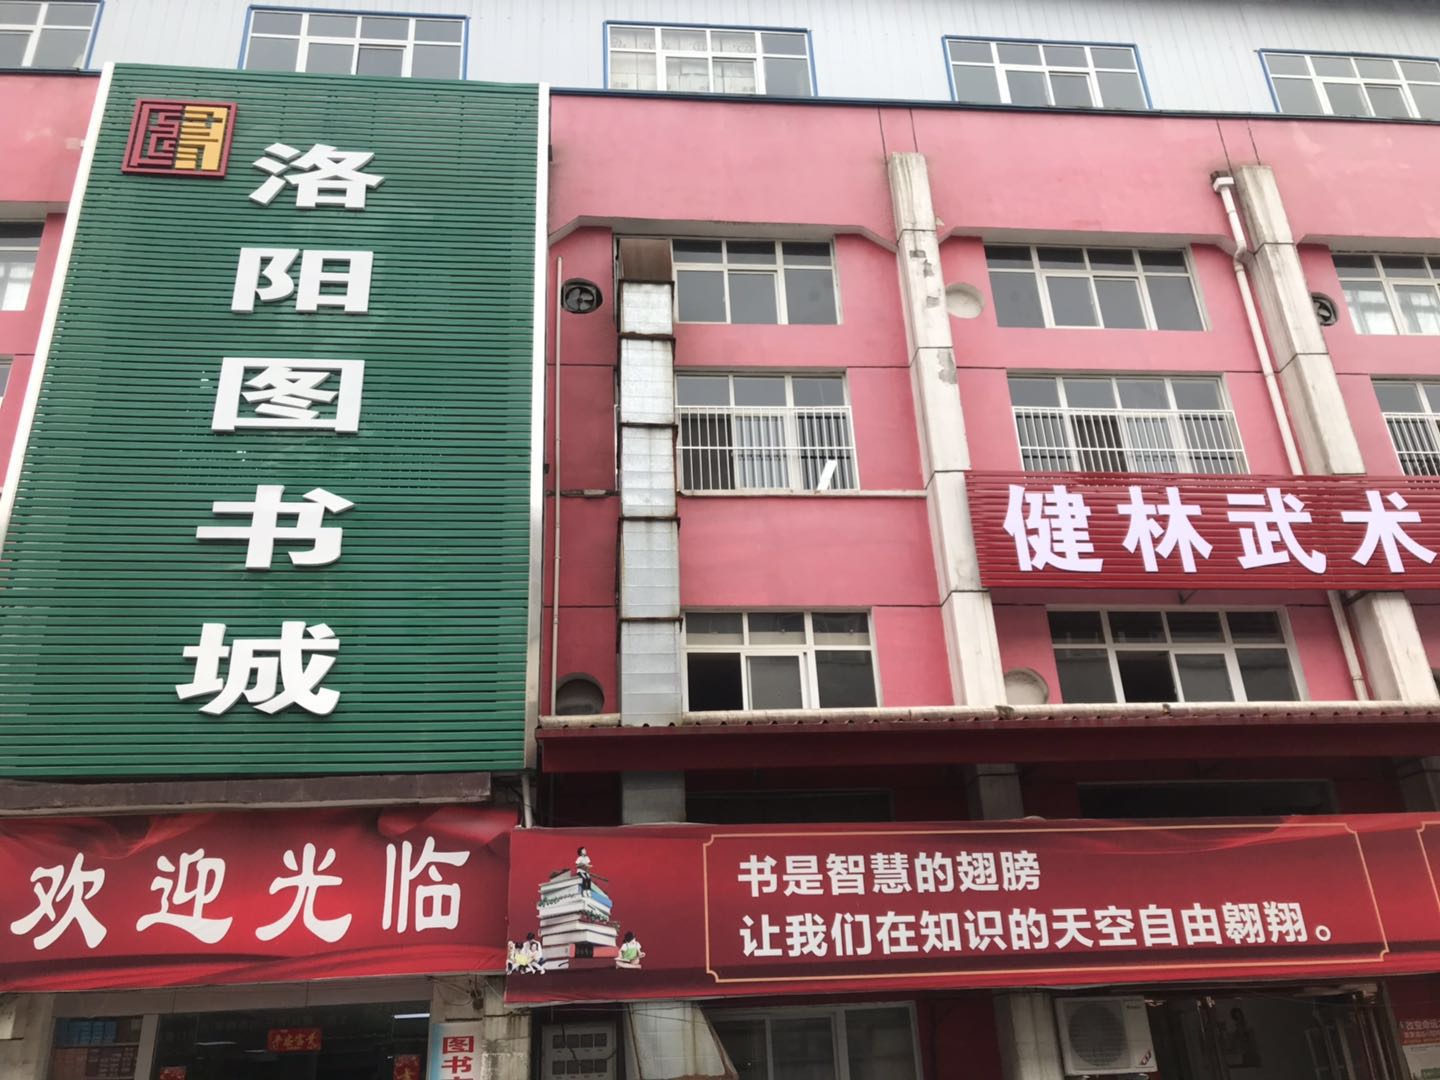 洛阳图书城
健林武术
欢迎光临
书是智慧的翅膀
让我们在知识的天空自由翱翔。
图书